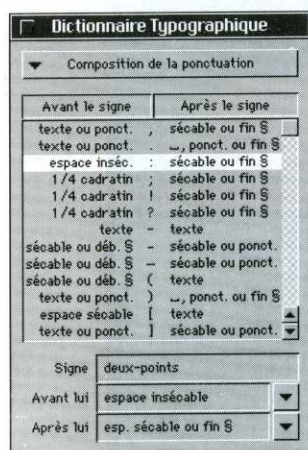 Dictionnaire Typographique
Composition de la ponctuation
Avant le signe Après le signe
texte ou ponct. , sécable ou fin §
texte ou ponct. . ⎵, ponct. ou fin §
espace inséc. : sécable ou fin §
1/4 cadratin ; sécable ou fin §
1/4 cadratin ! sécable ou fin §
1/4 cadratin ? sécable ou fin §
texte - texte
sécable ou déb. § – sécable ou ponct.
sécable ou déb. § — sécable ou ponct.
sécable ou déb. § ( texte
texte ou ponct. ) ⎵, ponct. ou fin §
espace sécable [ texte
texte ou ponct. ] sécable ou ponct.
Signe deux-points
Avant lui espace insécable
Après lui esp. sécable ou fin §